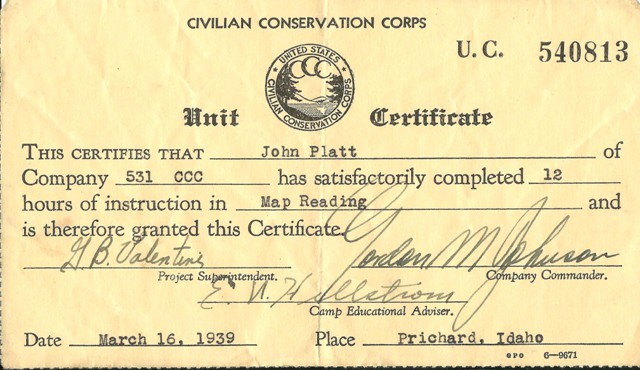 CIVILIAN CONSERVATION CORPS
U.C. 540813
UNITED STATES
CCC
CIVILIAN CONSERVATION CORPS
Unit Certificate
THIS CERTIFIES THAT John Platt of
Company 531 CCC has satisfactorily completed 12
hours of instruction in Map Reading and
is therefore granted this Certificate.
G. B. Valentine Gordon M Johnson
Project Superintendent. Company Commander.
E. N. Hellstrom
Camp Educational Adviser.
Date March 16, 1939 Place Prichard, Idaho
GPO 6—9671